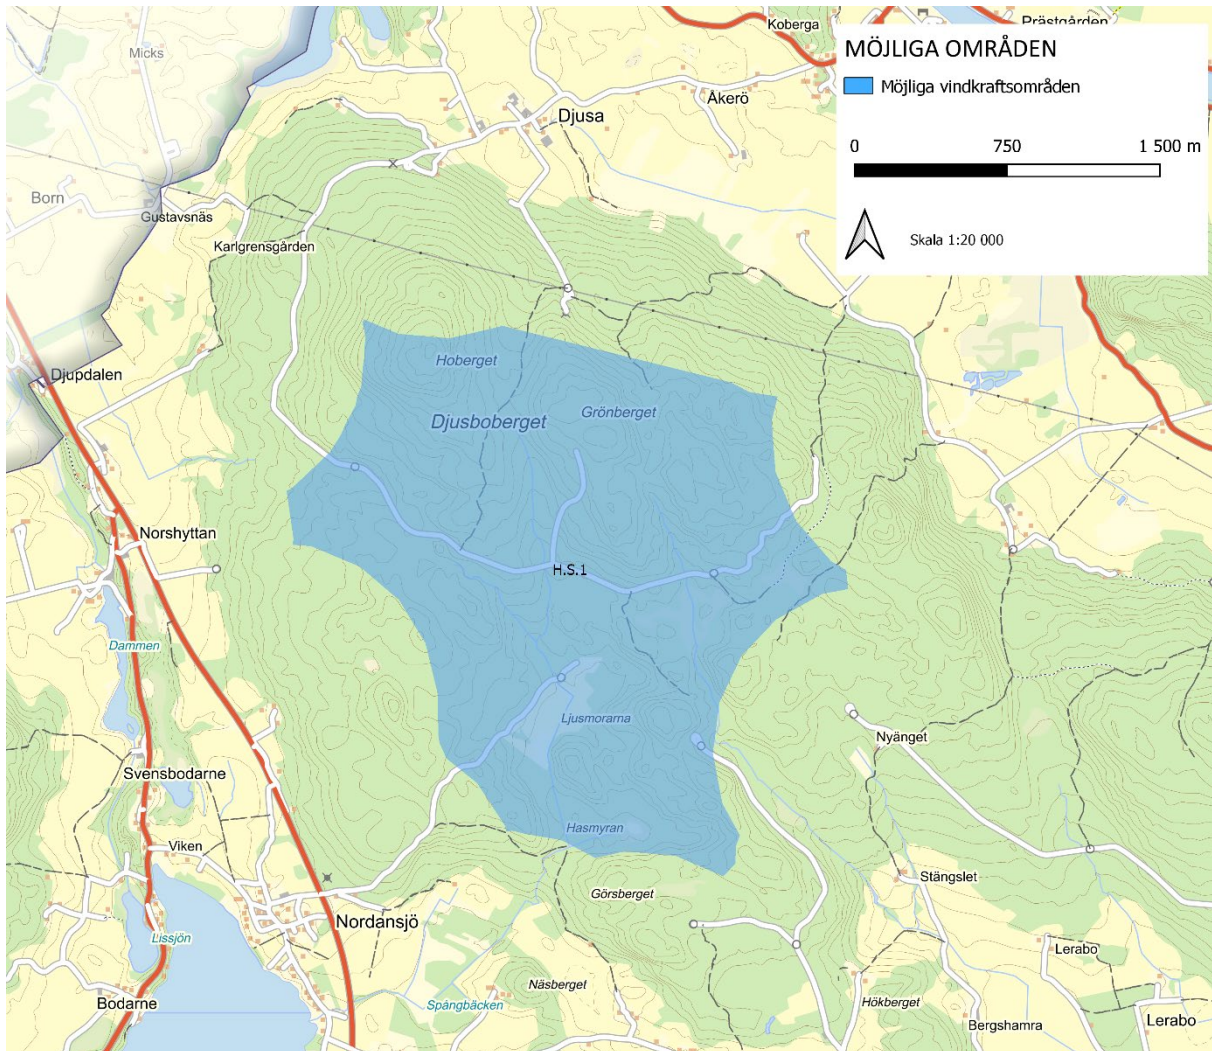 Koberga
Prästgården
Micks
MÖJLIGA OMRÅDEN
Möjliga vindkraftsområden
0 750 1 500 m
Skala 1:20 000
Åkerö
Djusa
Born
Gustavsnäs
Karlgrensgården
Hoberget
Djupdalen
Grönberget
Djusboberget
Norshyttan
H.S.1
Dammen
Ljusmorarna
Nyänget
Svensbodarne
Hasmyran
Viken
Stängslet
Görsberget
Nordansjö
Lissjön
Lerabo
Näsberget
Spångbäcken
Hökberget
Bodarne
Bergshamra
Lerabo